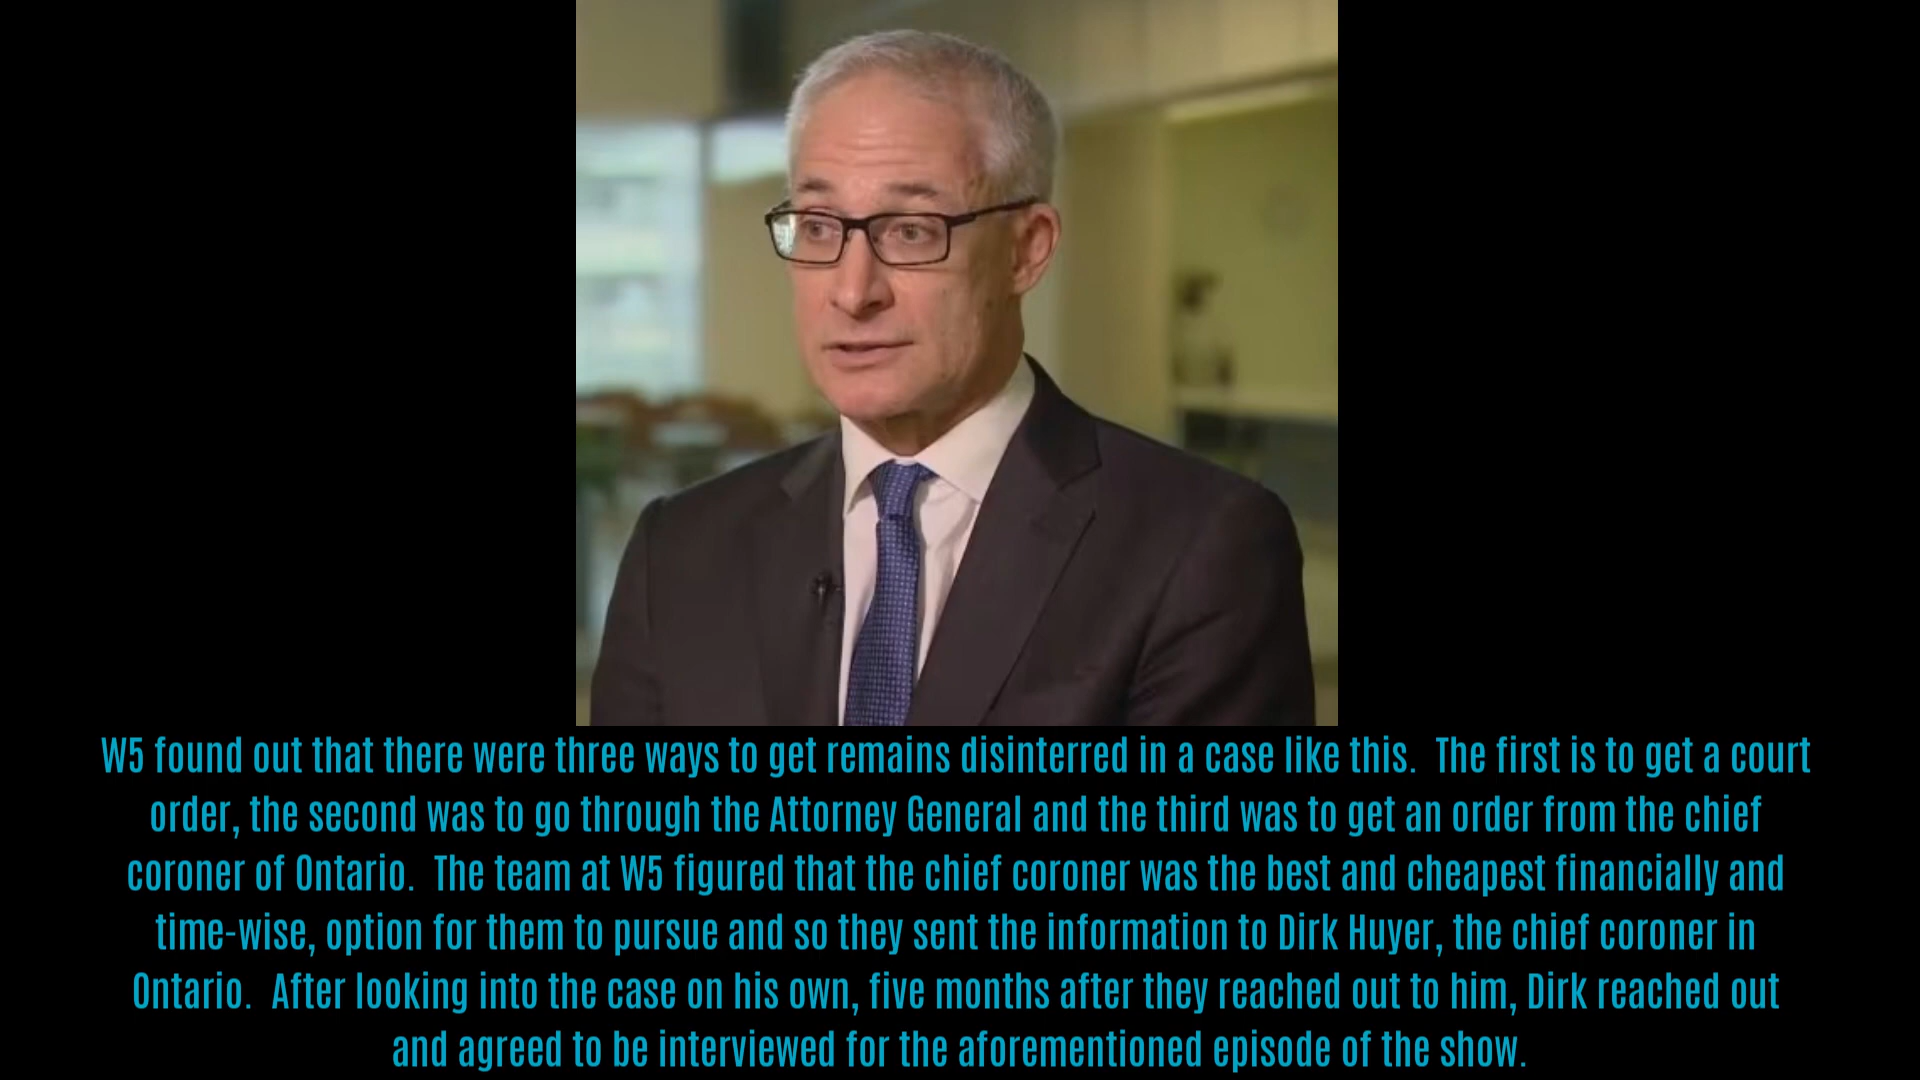 W5 found out that there were three ways to get remains disinterred in a case like this.  The first is to get a court
order, the second was to go through the Attorney General and the third was to get an order from the chief
coroner of Ontario.  The team at W5 figured that the chief coroner was the best and cheapest financially and
time-wise, option for them to pursue and so they sent the information to Dirk Huyer, the chief coroner in
Ontario.  After looking into the case on his own, five months after they reached out to him, Dirk reached out
and agreed to be interviewed for the aforementioned episode of the show.